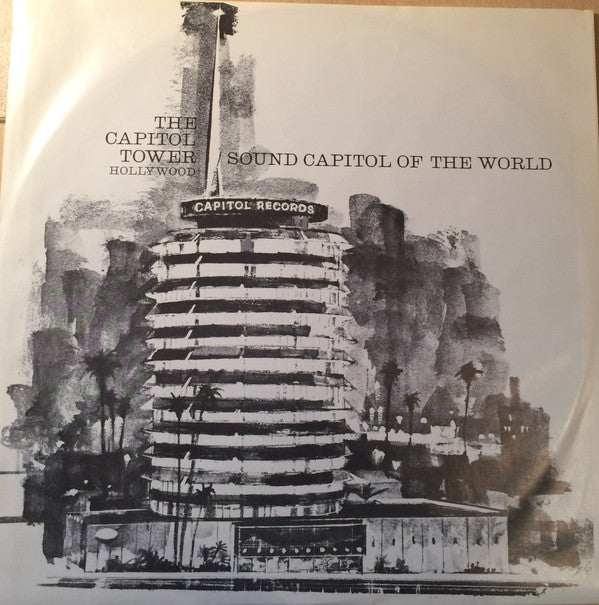 THE
CAPITOL
TOWER
HOLLYWOOD
/ SOUND CAPITOL OF THE WORLD
CAPITOL RECORDS